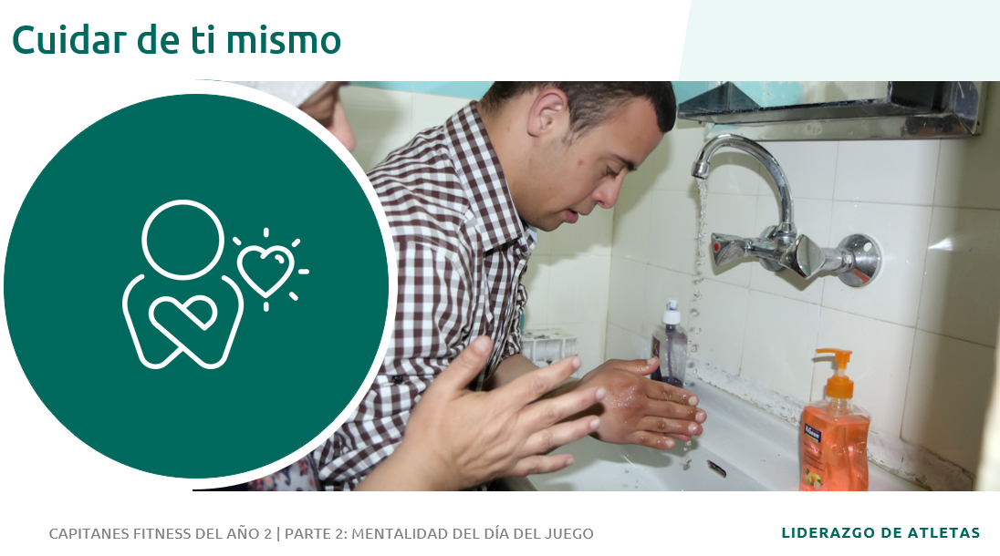 Cuidar de ti mismo
CAPITANES FITNESS DEL AÑO 2 | PARTE 2: MENTALIDAD DEL DÍA DEL JUEGO
LIDERAZGO DE ATLETAS